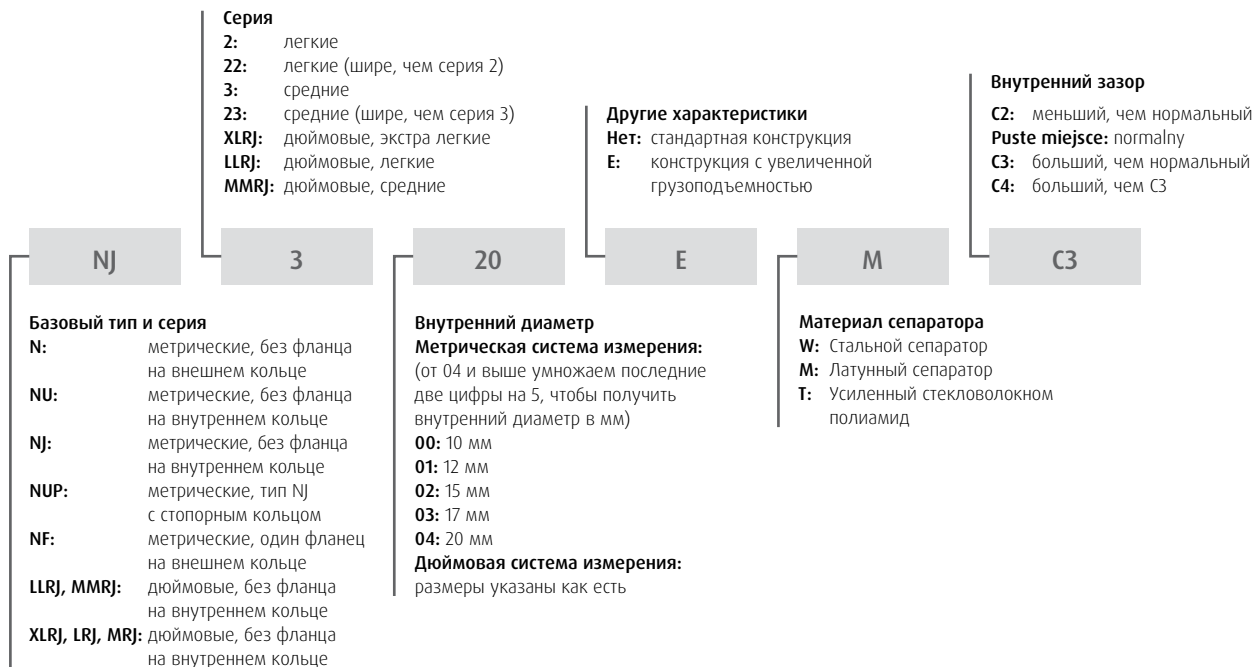 Серия
2: легкие
22: легкие (шире, чем серия 2)
3: средние
23: средние (шире, чем серия 3)
XLRJ: дюймовые, экстра легкие
LLRJ: дюймовые, легкие
MMRJ: дюймовые, средние
Другие характеристики
Нет: стандартная конструкция
E: конструкция с увеличенной
грузоподъемностью
Внутренний зазор
C2: меньший, чем нормальный
Puste miejsce: normalny
C3: больший, чем нормальный
C4: больший, чем C3
NJ 3 20 E M C3
Базовый тип и серия
N: метрические, без фланца
на внешнем кольце
NU: метрические, без фланца
на внутреннем кольце
NJ: метрические, без фланца
на внутреннем кольце
NUP: метрические, тип NJ
с стопорным кольцом
NF: метрические, один фланец
на внешнем кольце
LLRJ, MMRJ: дюймовые, без фланца
на внутреннем кольце
XLRJ, LRJ, MRJ: дюймовые, без фланца
на внутреннем кольце
Внутренний диаметр
Метрическая система измерения:
(от 04 и выше умножаем последние
две цифры на 5, чтобы получить
внутренний диаметр в мм)
00: 10 мм
01: 12 мм
02: 15 мм
03: 17 мм
04: 20 мм
Дюймовая система измерения:
размеры указаны как есть
Материал сепаратора
W: Стальной сепаратор
M: Латунный сепаратор
T: Усиленный стекловолокном
полиамид